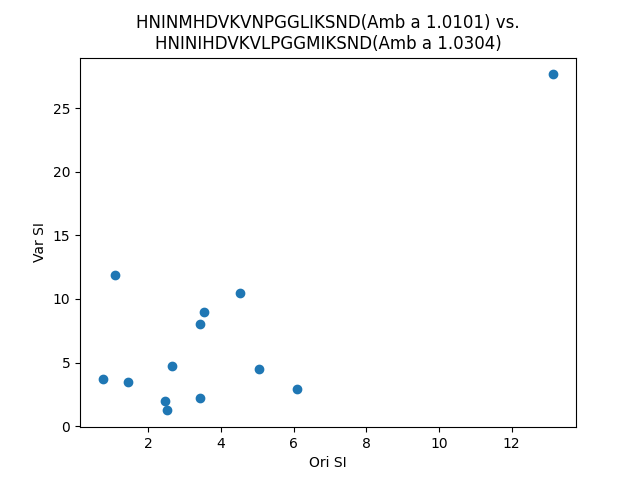 HNINMHDVKVNPGGLIKSND(Amb a 1.0101) vs.
HNINIHDVKVLPGGMIKSND(Amb a 1.0304)
25
20
15
10
5
0
Var SI
2 4 6 8 10 12
Ori SI